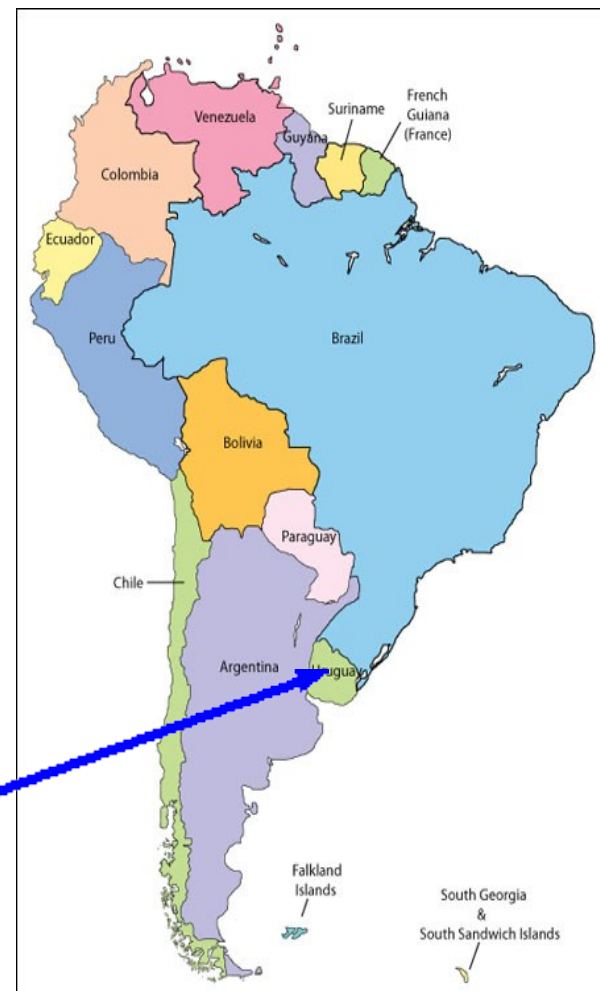 Venezuela
Suriname
French
Guiana
(France)
Guyana
Colombia
Ecuador
Peru
Brazil
Bolivia
Paraguay
Chile
Argentina
Uruguay
Falkland
Islands
South Georgia
&
South Sandwich Islands